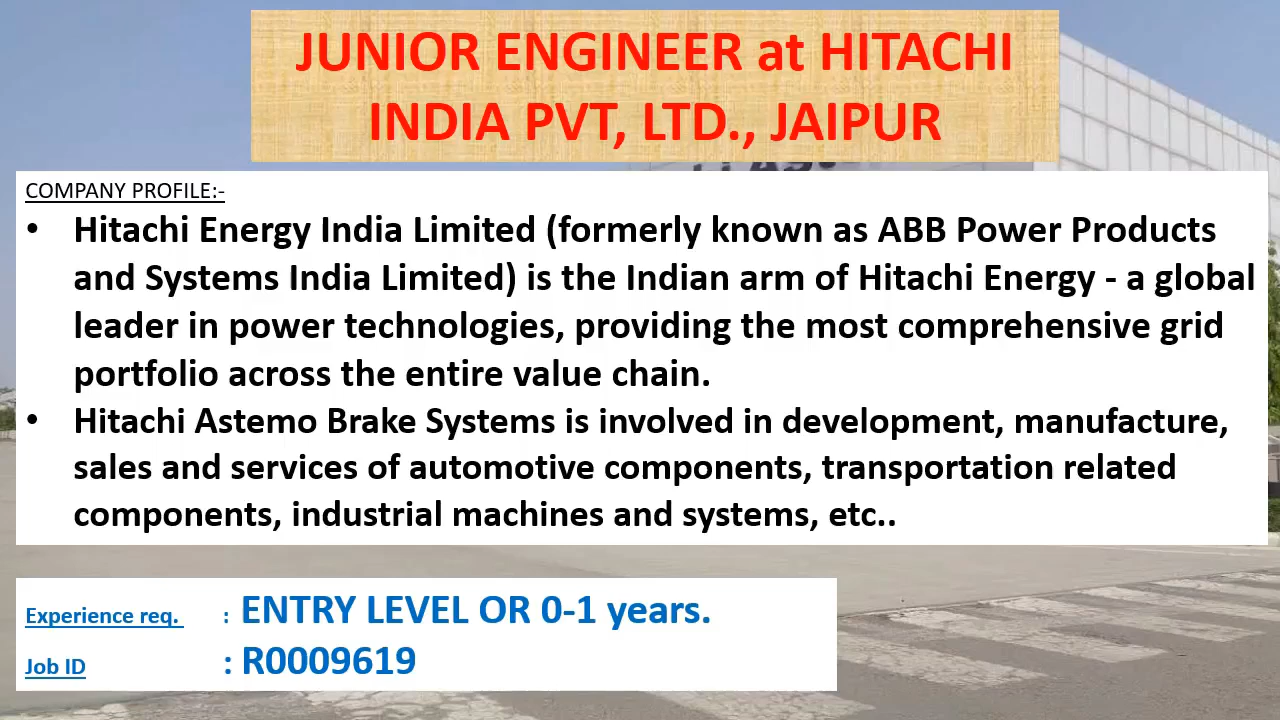 JUNIOR ENGINEER at HITACHI
INDIA PVT, LTD., JAIPUR
COMPANY PROFILE:-
• Hitachi Energy India Limited (formerly known as ABB Power Products
and Systems India Limited) is the Indian arm of Hitachi Energy - a global
leader in power technologies, providing the most comprehensive grid
portfolio across the entire value chain.
• Hitachi Astemo Brake Systems is involved in development, manufacture,
sales and services of automotive components, transportation related
components, industrial machines and systems, etc..
Experience req. : ENTRY LEVEL OR 0-1 years.
Job ID : R0009619